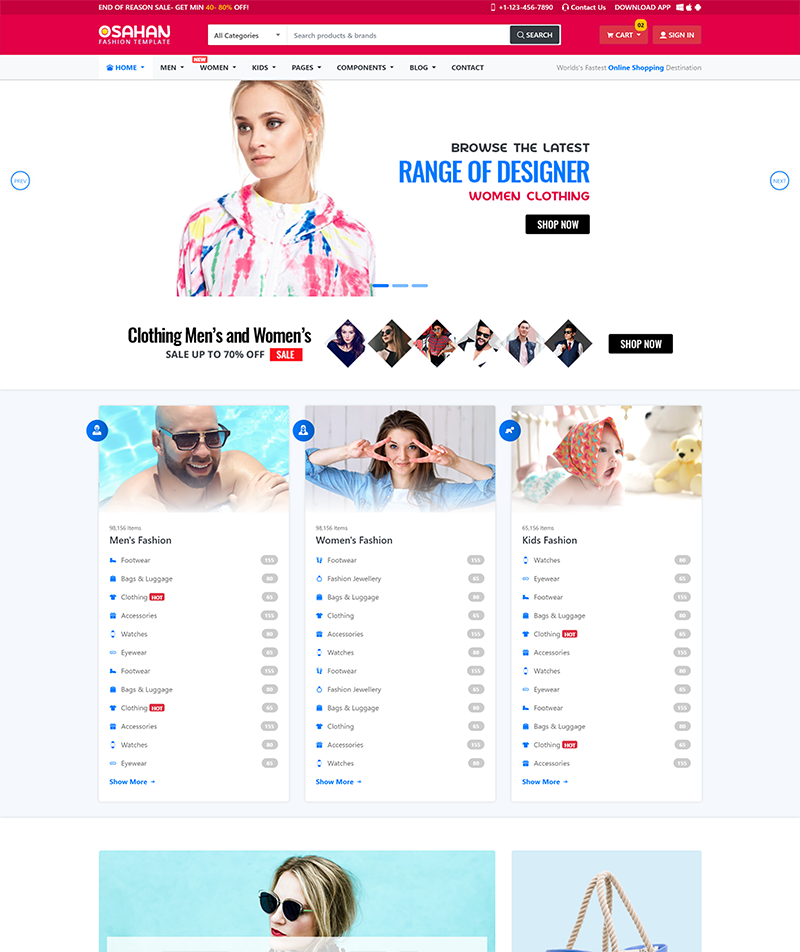 END OF REASON SALE- GET MIN 40- 80% OFF!
+1-123-456-7890 Contact Us DOWNLOAD APP
OSAHAN
FASHION TEMPLATE
All Categories Search products & brands SEARCH
CART 02 SIGN IN
HOME MEN NEW WOMEN KIDS PAGES COMPONENTS BLOG CONTACT
Worlds's Fastest Online Shopping Destination
BROWSE THE LATEST
RANGE OF DESIGNER
WOMEN CLOTHING
SHOP NOW
PREV
NEXT
Clothing Men's and Women's
SALE UP TO 70% OFF SALE
SHOP NOW
98,156 Items
Men's Fashion
Footwear 155
Bags & Luggage 80
Clothing HOT 65
Accessories 155
Watches 80
Eyewear 65
Footwear 155
Bags & Luggage 80
Clothing HOT 65
Accessories 155
Watches 80
Eyewear 65
Show More
98,156 Items
Women's Fashion
Footwear 155
Fashion Jewellery 65
Bags & Luggage 80
Clothing 65
Accessories 155
Watches 80
Footwear 155
Fashion Jewellery 65
Bags & Luggage 80
Clothing 65
Accessories 155
Watches 80
Show More
65,156 Items
Kids Fashion
Watches 80
Eyewear 65
Footwear 155
Bags & Luggage 80
Clothing HOT 65
Accessories 155
Watches 80
Eyewear 65
Footwear 155
Bags & Luggage 80
Clothing HOT 65
Accessories 155
Show More